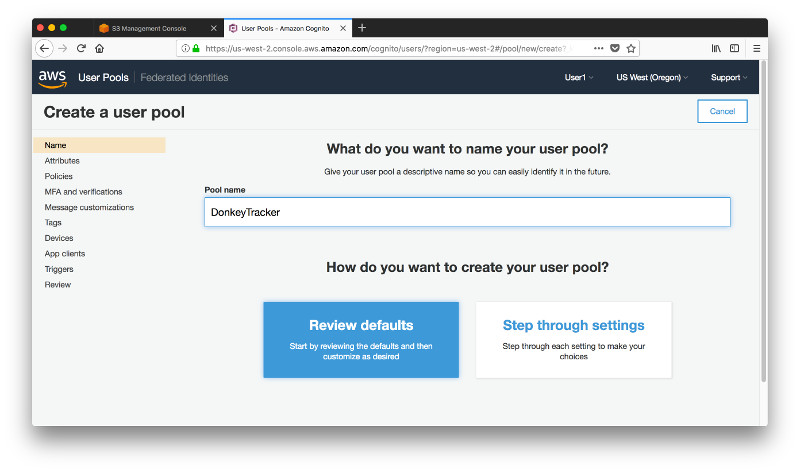 S3 Management Console
User Pools - Amazon Cognito
https://us-west-2.console.aws.amazon.com/cognito/users/?region=us-west-2#/pool/new/create?
aws User Pools Federated Identities User1 US West (Oregon) Support
Create a user pool
Cancel
Name
Attributes
Policies
MFA and verifications
Message customizations
Tags
Devices
App clients
Triggers
Review
What do you want to name your user pool?
Give your user pool a descriptive name so you can easily identify it in the future.
Pool name
DonkeyTracker
How do you want to create your user pool?
Review defaults
Start by reviewing the defaults and then
customize as desired
Step through settings
Step through each setting to make your
choices